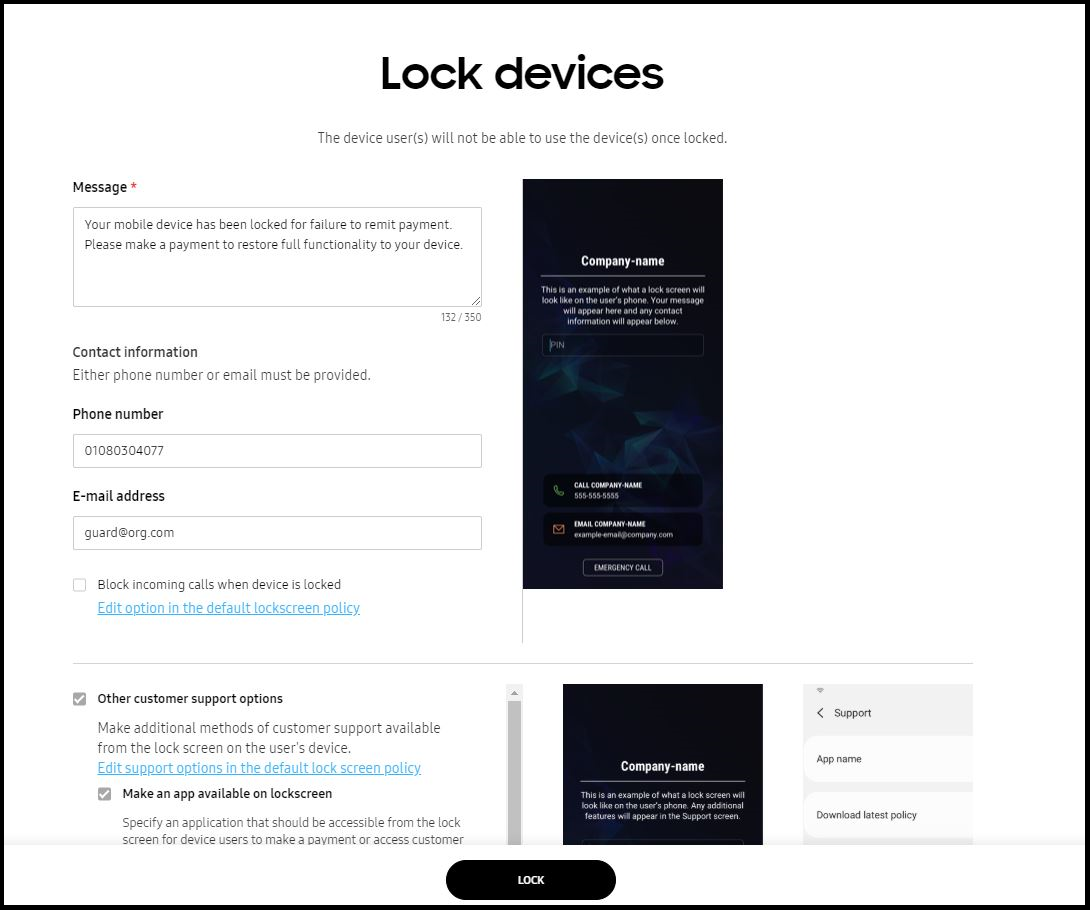 Lock devices
The device user(s) will not be able to use the device(s) once locked.
Message *
Your mobile device has been locked for failure to remit payment.
Please make a payment to restore full functionality to your device.
132 / 350
Contact information
Either phone number or email must be provided.
Phone number
01080304077
E-mail address
guard@org.com
Block incoming calls when device is locked
Edit option in the default lockscreen policy
Company-name
This is an example of what a lock screen will
look like on the user's phone. Your message
will appear here and any contact
information will appear below.
PIN
CALL COMPANY-NAME
555-555-5555
EMAIL COMPANY-NAME
example-email@company.com
EMERGENCY CALL
Other customer support options
Make additional methods of customer support available
from the lock screen on the user's device.
Edit support options in the default lock screen policy
Make an app available on lockscreen
Specify an application that should be accessible from the lock
screen for device users to make a payment or access customer
Company-name
This is an example of what a lock screen will
look like on the user's phone. Any additional
features will appear in the Support screen.
Support
App name
Download latest policy
LOCK